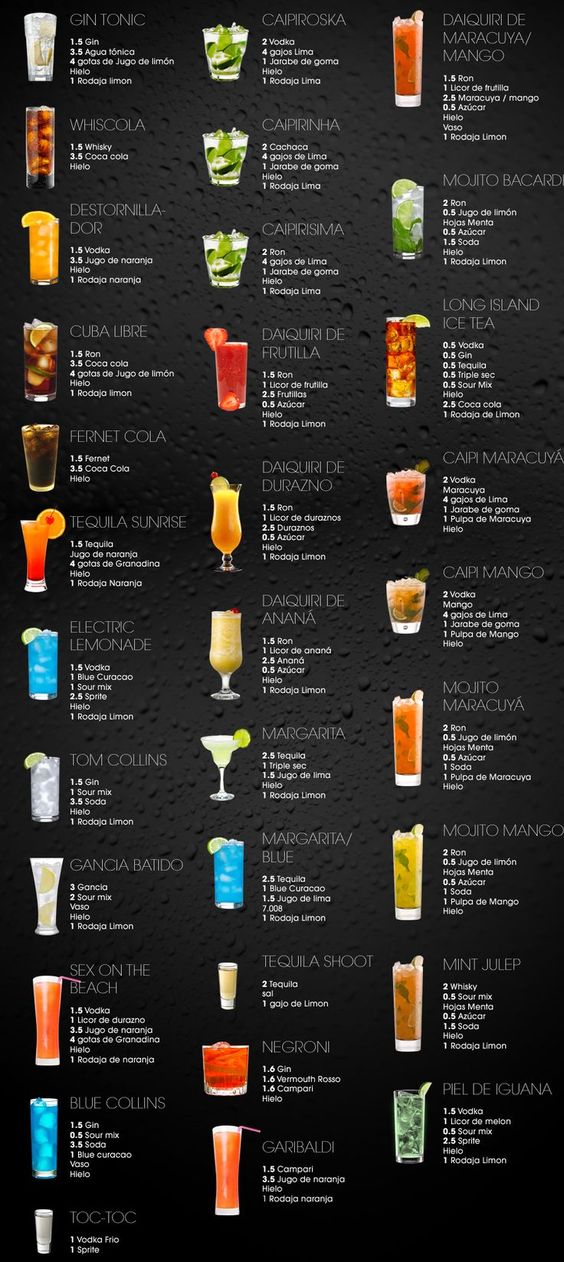 GIN TONIC
1.5 Gin
3.5 Agua tónica
4 gotas de Jugo de limón
Hielo
1 Rodaja limon
WHISCOLA
1.5 Whisky
3.5 Coca cola
Hielo
DESTORNILLA-
DOR
1.5 Vodka
3.5 Jugo de naranja
Hielo
1 Rodaja naranja
CUBA LIBRE
1.5 Ron
3.5 Coca cola
4 gotas de Jugo de limón
Hielo
1 Rodaja limon
FERNET COLA
1.5 Fernet
3.5 Coca Cola
Hielo
TEQUILA SUNRISE
1.5 Tequila
Jugo de naranja
4 gotas de Granadina
Hielo
1 Rodaja Naranja
ELECTRIC
LEMONADE
1.5 Vodka
1 Blue Curacao
1 Sour mix
2.5 Sprite
Hielo
1 Rodaja Limon
TOM COLLINS
1.5 Gin
1 Sour mix
3.5 Soda
Hielo
1 Rodaja Limon
GANCIA BATIDO
3 Gancia
2 Sour mix
Vaso
Hielo
1 Rodaja Limon
SEX ON THE
BEACH
1.5 Vodka
1 Licor de durazno
3.5 Jugo de naranja
4 gotas de Granadina
Hielo
1 Rodaja de naranja
BLUE COLLINS
1.5 Gin
0.5 Sour mix
3.5 Soda
1 Blue curacao
Vaso
Hielo
TOC-TOC
1 Vodka Frio
1 Sprite
CAIPIROSKA
2 Vodka
4 gajos Lima
1 Jarabe de goma
Hielo
1 Rodaja Lima
CAIPIRINHA
2 Cachaca
4 gajos de Lima
1 Jarabe de goma
Hielo
1 Rodaja Lima
CAIPIRISIMA
2 Ron
4 gajos de Lima
1 Jarabe de goma
Hielo
1 Rodaja Lima
DAIQUIRI DE
FRUTILLA
1.5 Ron
1 Licor de frutilla
2.5 Frutillas
0.5 Azúcar
Hielo
1 Rodaja Limon
DAIQUIRI DE
DURAZNO
1.5 Ron
1 Licor de duraznos
2.5 Duraznos
0.5 Azúcar
Hielo
1 Rodaja Limon
DAIQUIRI DE
ANANÁ
1.5 Ron
1 Licor de ananá
2.5 Ananá
0.5 Azúcar
Hielo
1 Rodaja Limon
MARGARITA
2.5 Tequila
1 Triple sec
1.5 Jugo de lima
Hielo
1 Rodaja Limon
MARGARITA/
BLUE
2.5 Tequila
1 Blue Curacao
1.5 Jugo de lima
7.008
1 Rodaja Limon
TEQUILA SHOOT
2 Tequila
sal
1 gajo de Limon
NEGRONI
1.6 Gin
1.6 Vermouth Rosso
1.6 Campari
Hielo
GARIBALDI
1.5 Campari
3.5 Jugo de naranja
Hielo
1 Rodaja naranja
DAIQUIRI DE
MARACUYA/
MANGO
1.5 Ron
1 Licor de frutilla
2.5 Maracuya / mango
0.5 Azúcar
Hielo
Vaso
1 Rodaja Limon
MOJITO BACARDI
2 Ron
0.5 Jugo de limón
Hojas Menta
0.5 Azúcar
1.5 Soda
Hielo
1 Rodaja Limon
LONG ISLAND
ICE TEA
0.5 Vodka
0.5 Gin
0.5 Tequila
0.5 Triple sec
0.5 Sour Mix
Hielo
2.5 Coca cola
1 Rodaja de Limon
CAIPI MARACUYÁ
2 Vodka
Maracuya
4 gajos de Lima
1 Jarabe de goma
1 Pulpa de Maracuya
Hielo
CAIPI MANGO
2 Vodka
Mango
4 gajos de Lima
1 Jarabe de goma
1 Pulpa de Mango
Hielo
MOJITO
MARACUYÁ
2 Ron
0.5 Jugo de limón
Hojas Menta
0.5 Azúcar
1 Soda
1 Pulpa de Maracuya
Hielo
MOJITO MANGO
2 Ron
0.5 Jugo de limón
Hojas Menta
0.5 Azúcar
1 Soda
1 Pulpa de Mango
Hielo
MINT JULEP
2 Whisky
0.5 Sour mix
Hojas Menta
0.5 Azúcar
1.5 Soda
Hielo
1 Rodaja Limon
PIEL DE IGUANA
1.5 Vodka
1 Licor de melon
0.5 Sour mix
2.5 Sprite
Hielo
1 Rodaja Limon